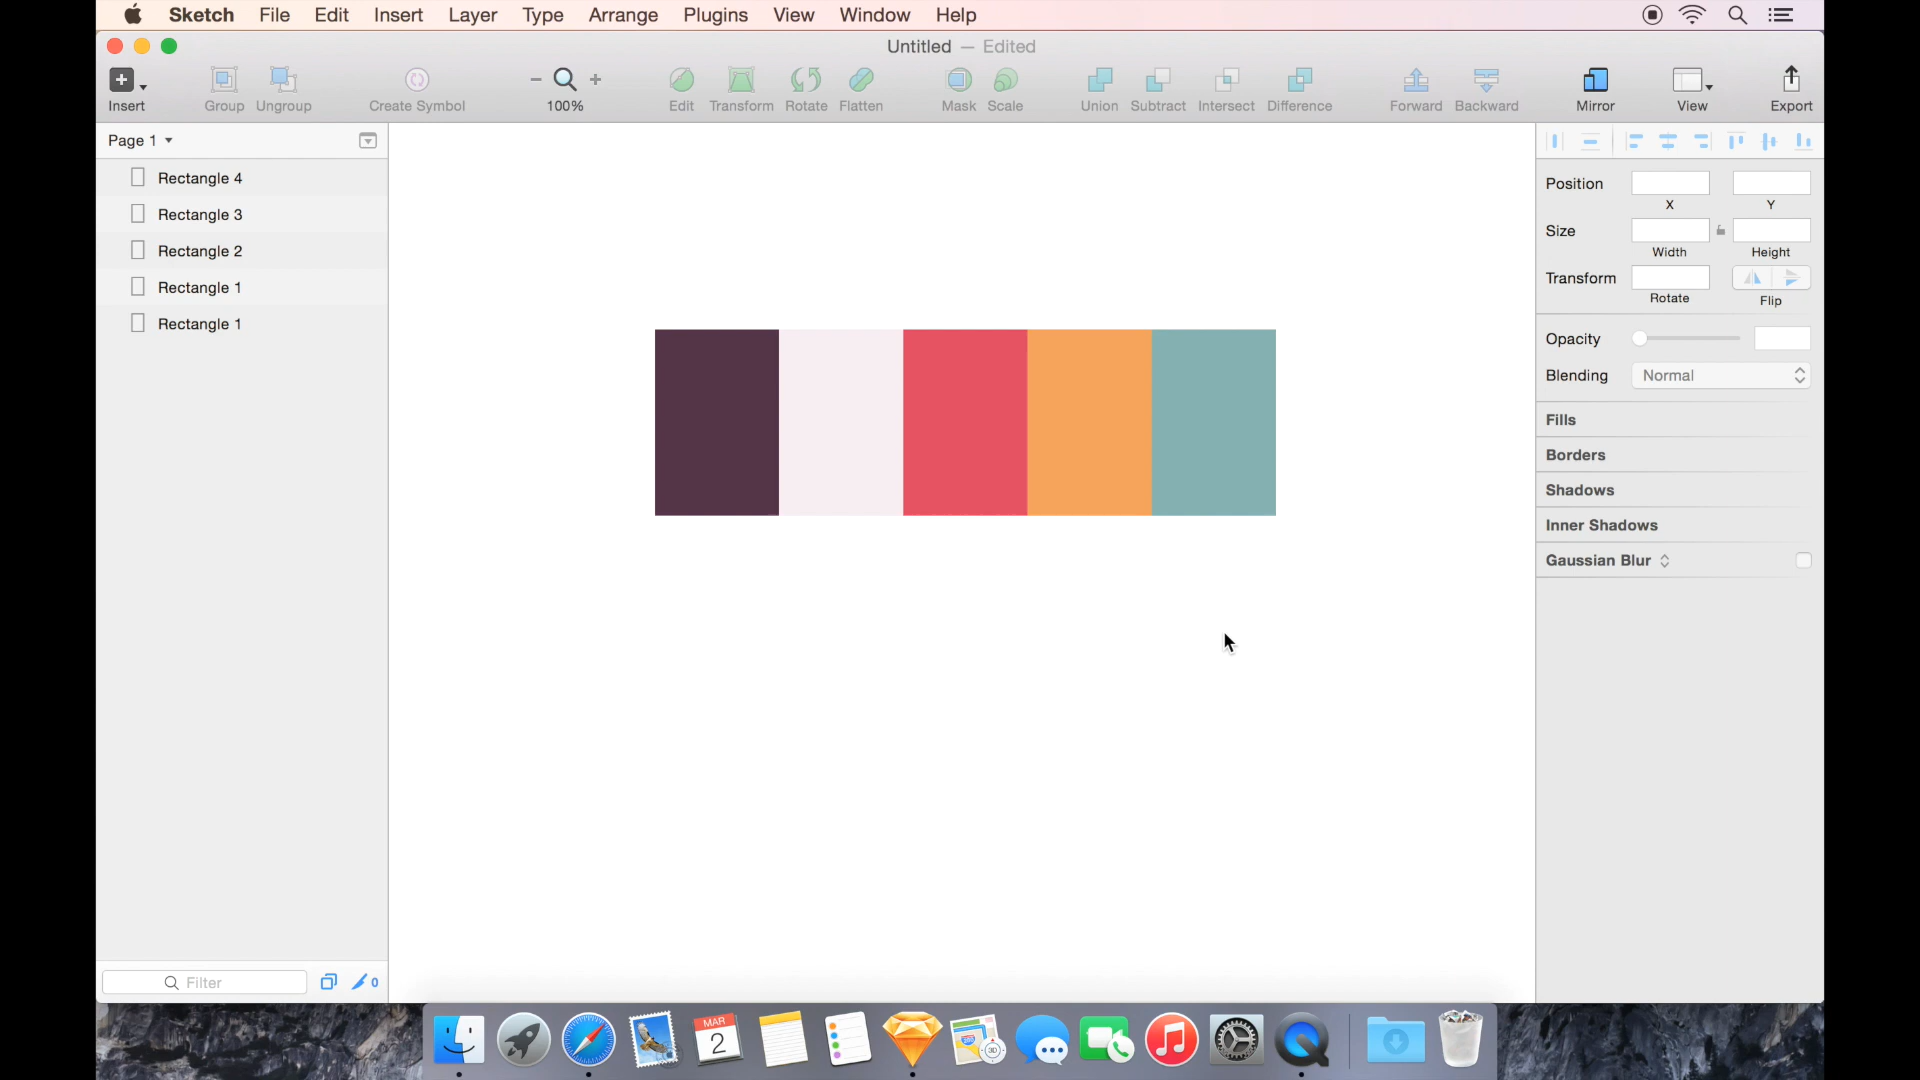 Sketch File Edit Insert Layer Type Arrange Plugins View Window Help
Untitled — Edited
Insert Group Ungroup Create Symbol 100% Edit Transform Rotate Flatten Mask Scale Union Subtract Intersect Difference Forward Backward Mirror View Export
Page 1
Rectangle 4
Rectangle 3
Rectangle 2
Rectangle 1
Rectangle 1
Filter
0
Position
X Y
Size
Width Height
Transform
Rotate Flip
Opacity
Blending Normal
Fills
Borders
Shadows
Inner Shadows
Gaussian Blur
MAR
2
3D